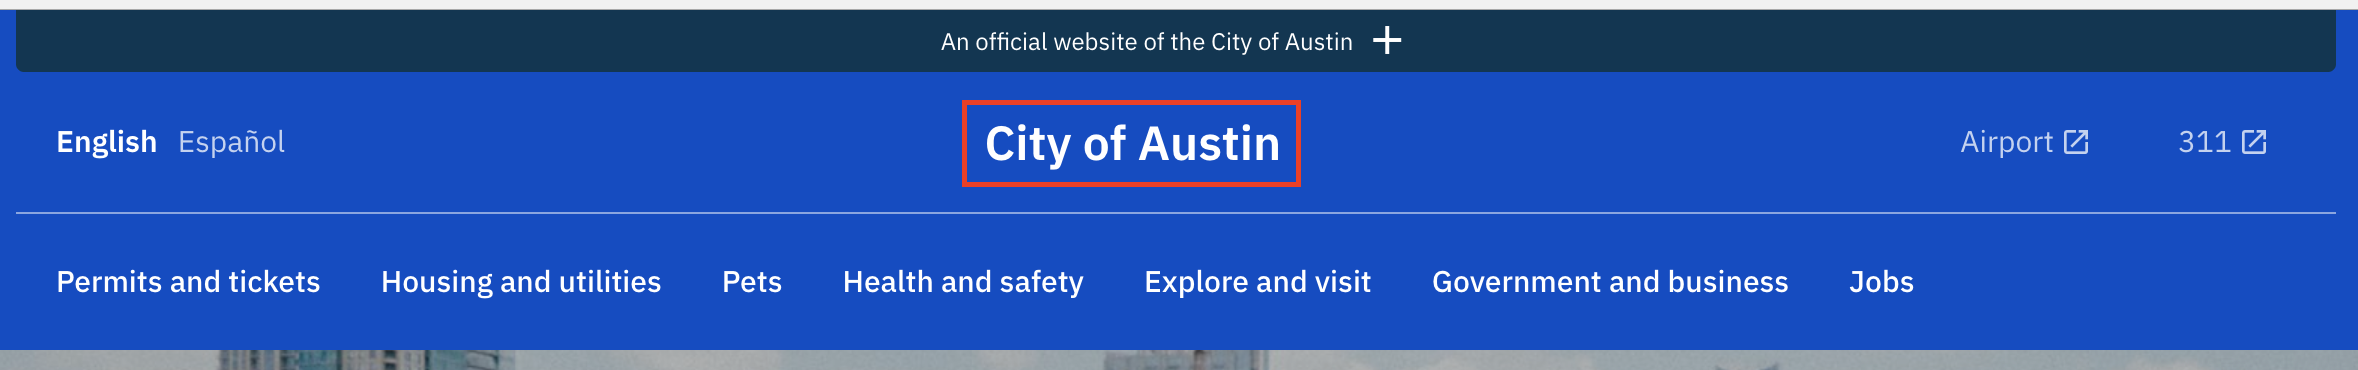 An official website of the City of Austin
English Español
City of Austin
Airport
311
Permits and tickets
Housing and utilities
Pets
Health and safety
Explore and visit
Government and business
Jobs